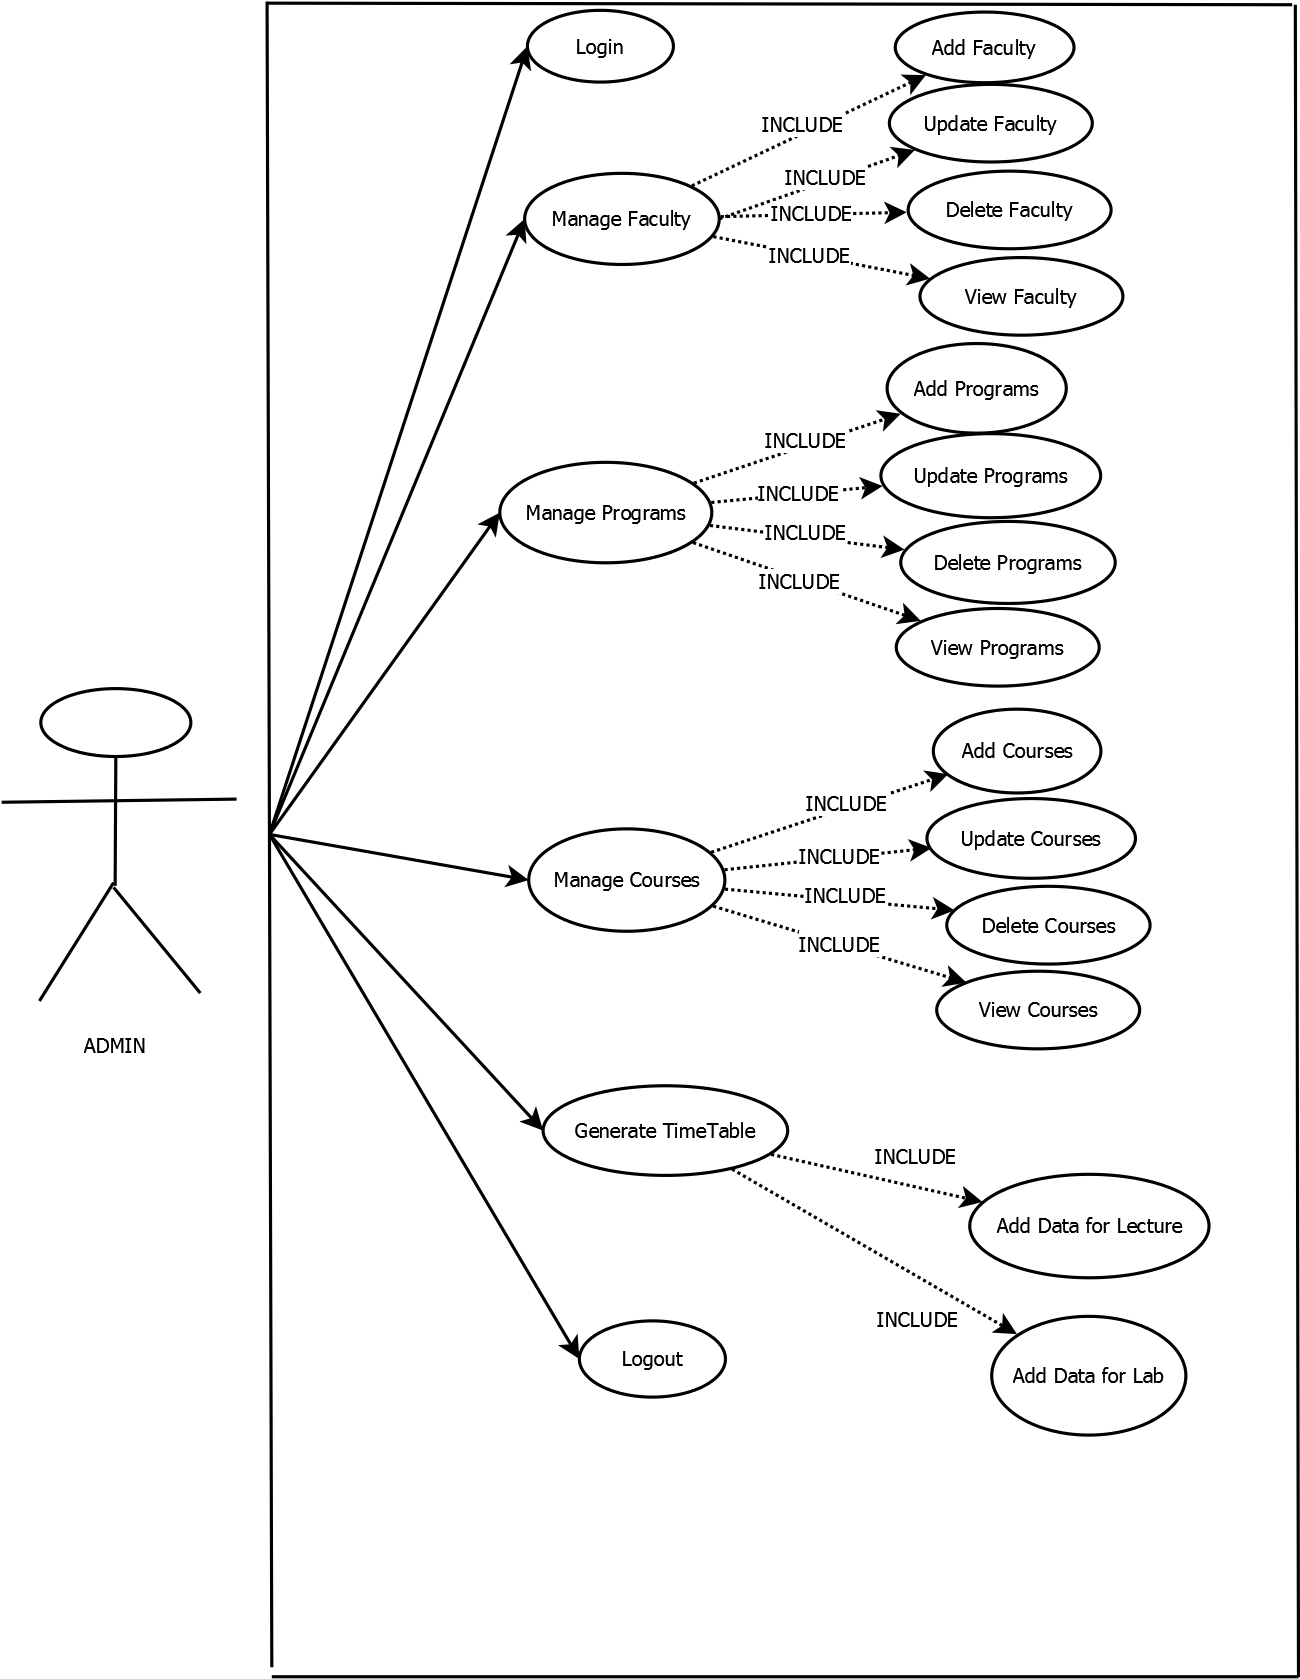 Login
Add Faculty
INCLUDE
Update Faculty
INCLUDE
Manage Faculty
INCLUDE
Delete Faculty
INCLUDE
View Faculty
Add Programs
INCLUDE
Update Programs
INCLUDE
Manage Programs
INCLUDE
Delete Programs
INCLUDE
View Programs
Add Courses
INCLUDE
Update Courses
INCLUDE
Manage Courses
INCLUDE
Delete Courses
INCLUDE
View Courses
ADMIN
Generate TimeTable
INCLUDE
Add Data for Lecture
INCLUDE
Logout
Add Data for Lab